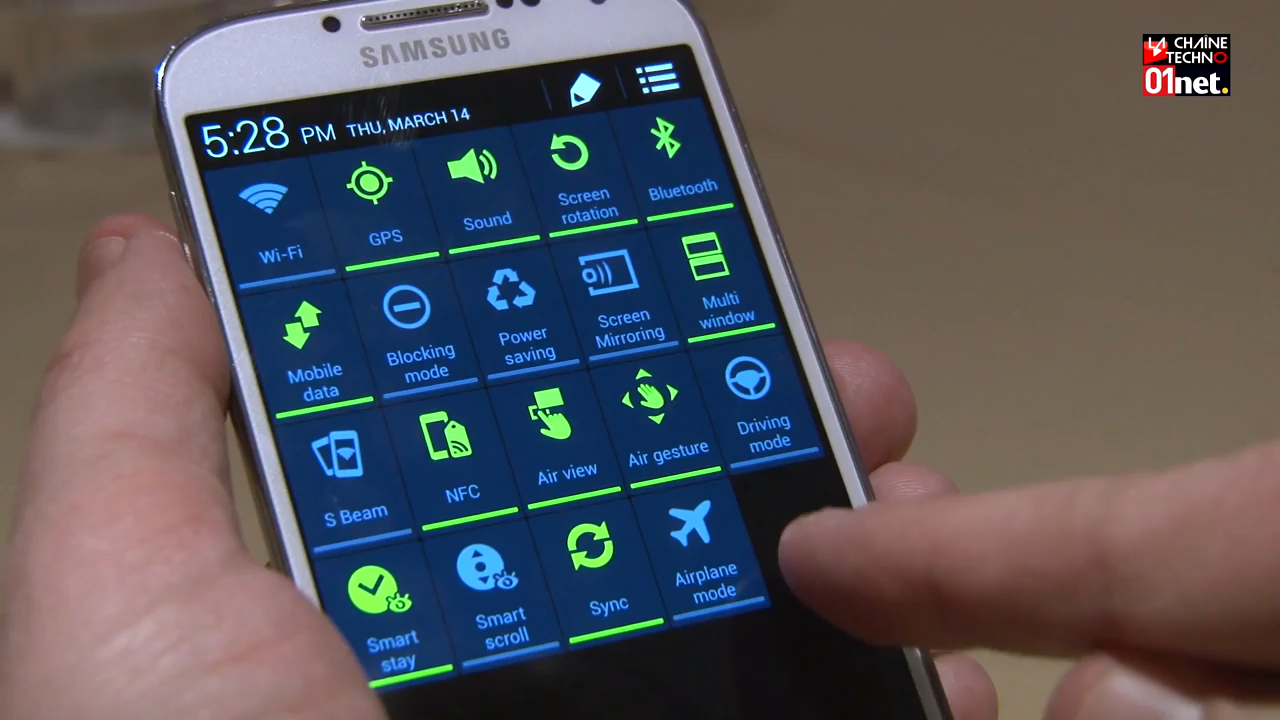 LA CHAÎNE
TECHNO
01net.
SAMSUNG
5:28 PM THU, MARCH 14
Wi-Fi
GPS
Sound
Screen
rotation
Bluetooth
Mobile
data
Blocking
mode
Power
saving
Screen
Mirroring
Multi
window
S Beam
NFC
Air view
Air gesture
Driving
mode
Smart
stay
Smart
scroll
Sync
Airplane
mode